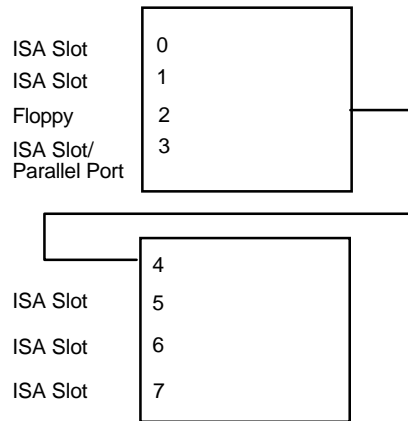 ISA Slot 0
ISA Slot 1
Floppy 2
ISA Slot/ 3
Parallel Port
4
ISA Slot 5
ISA Slot 6
ISA Slot 7